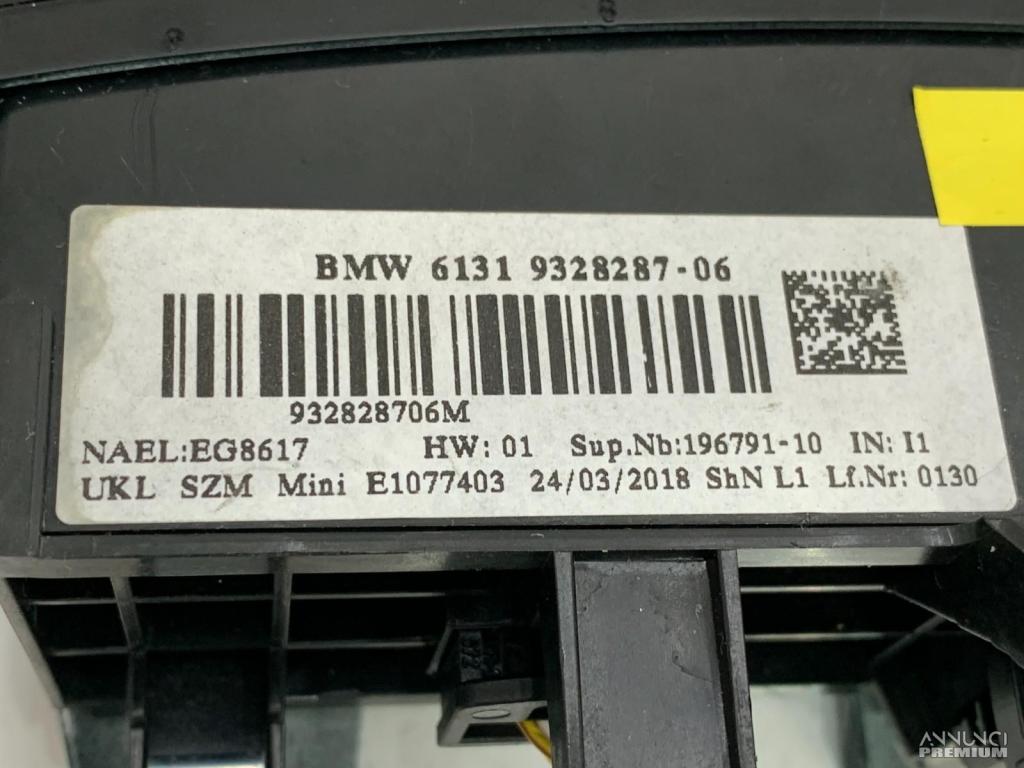 BMW 6131 9328287-06
932828706M
NAEL:EG8617 HW: 01 Sup.Nb:196791-10 IN: I1
UKL SZM Mini E1077403 24/03/2018 ShN L1 Lf.Nr: 0130
ANNUNCI
PREMIUM